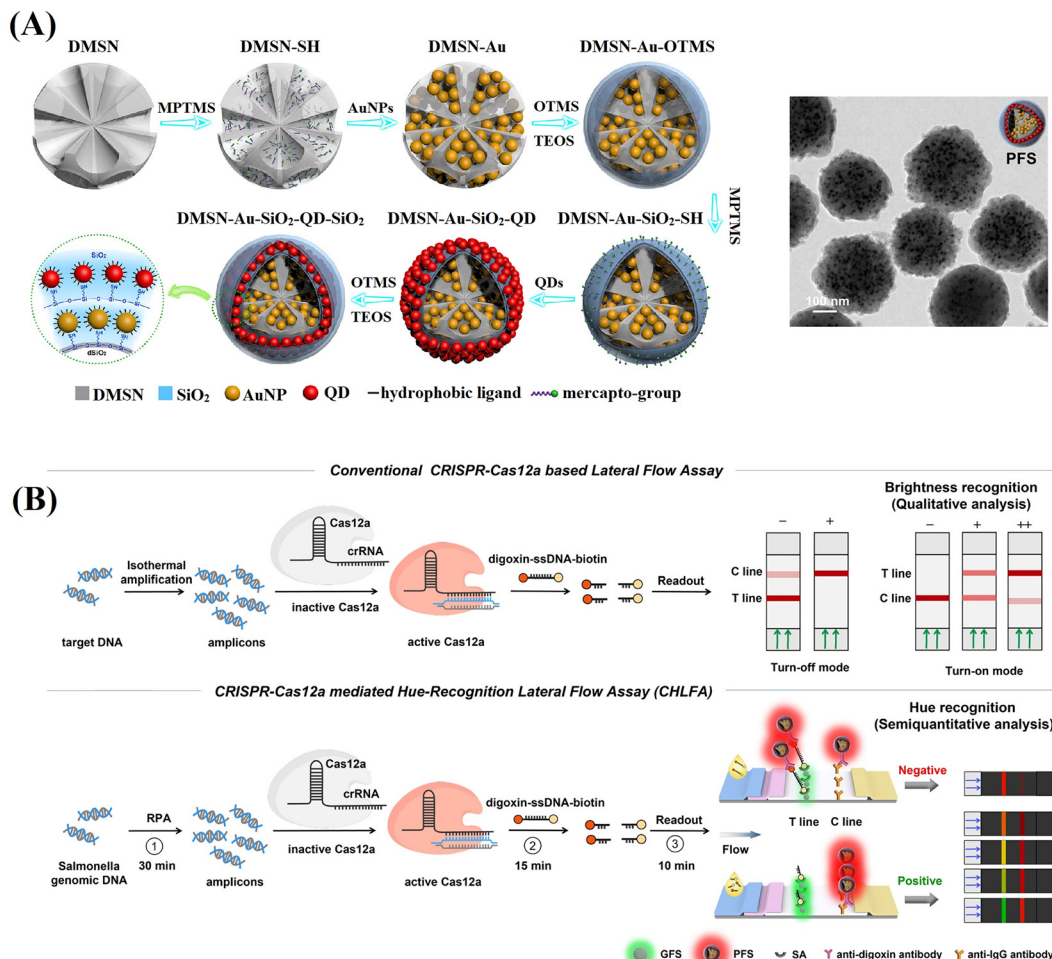 (A)
DMSN
DMSN-SH
DMSN-Au
DMSN-Au-OTMS
MPTMS
AuNPs
OTMS
TEOS
PFS
100 nm
MPTMS
DMSN-Au-SiO₂-QD-SiO₂
DMSN-Au-SiO₂-QD
DMSN-Au-SiO₂-SH
SiO₂
OTMS
TEOS
QDs
dSiO₂
DMSN SiO₂ AuNP QD hydrophobic ligand mercapto-group
Conventional CRISPR-Cas12a based Lateral Flow Assay
(B)
Brightness recognition
(Qualitative analysis)
Cas12a
crRNA
Isothermal
amplification
inactive Cas12a
digoxin-ssDNA-biotin
Readout
target DNA
amplicons
active Cas12a
− +
C line
T line
Turn-off mode
− + ++
T line
C line
Turn-on mode
CRISPR-Cas12a mediated Hue-Recognition Lateral Flow Assay (CHLFA)
Hue recognition
(Semiquantitative analysis)
Cas12a
crRNA
RPA
1
30 min
inactive Cas12a
digoxin-ssDNA-biotin
2
15 min
Readout
3
10 min
Salmonella
genomic DNA
amplicons
active Cas12a
Negative
T line C line
Flow
Positive
GFS PFS SA anti-digoxin antibody anti-IgG antibody